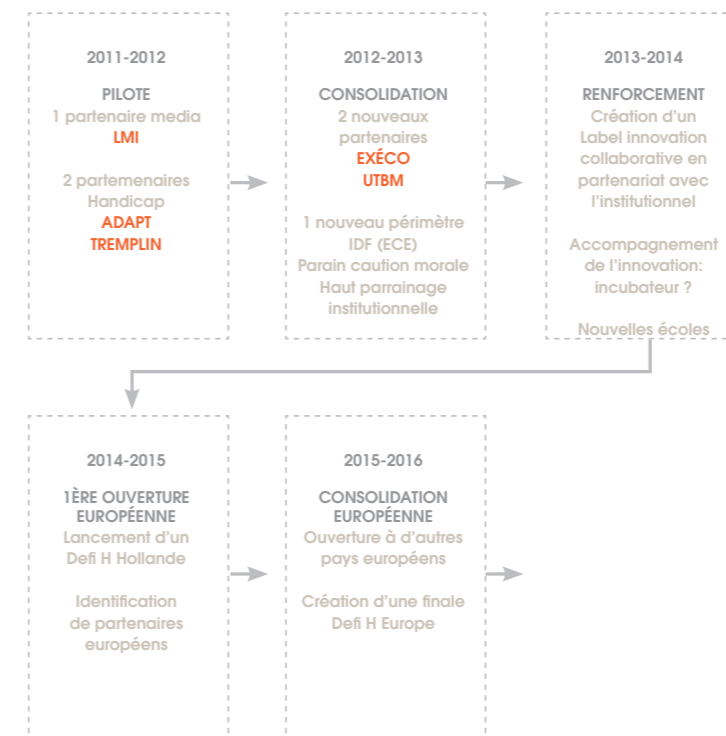 2011-2012
PILOTE
1 partenaire media
LMI
2 partemenaires
Handicap
ADAPT
TREMPLIN
2012-2013
CONSOLIDATION
2 nouveaux
partenaires
EXÉCO
UTBM
1 nouveau périmètre
IDF (ECE)
Parain caution morale
Haut parrainage
institutionnelle
2013-2014
RENFORCEMENT
Création d'un
Label innovation
collaborative en
partenariat avec
l'institutionnel
Accompagnement
de l'innovation:
incubateur ?
Nouvelles écoles
2014-2015
1ÈRE OUVERTURE
EUROPÉENNE
Lancement d'un
Defi H Hollande
Identification
de partenaires
européens
2015-2016
CONSOLIDATION
EUROPÉENNE
Ouverture à d'autres
pays européens
Création d'une finale
Defi H Europe